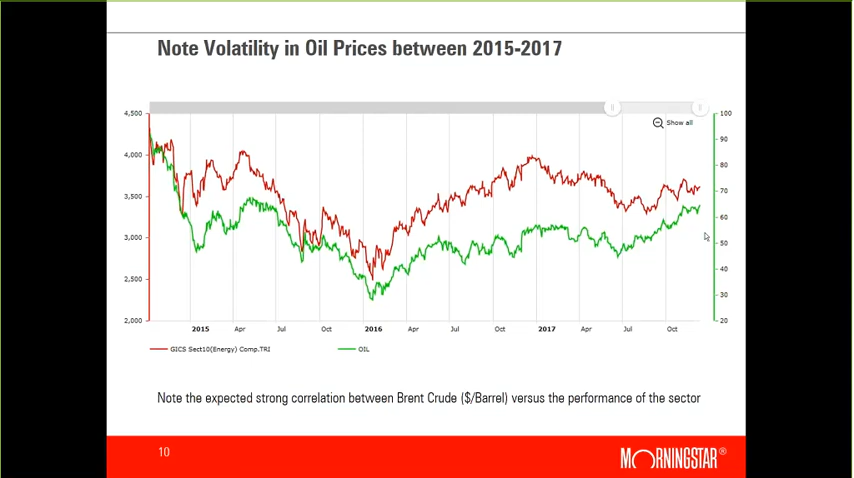 Note Volatility in Oil Prices between 2015-2017
Show all
4,500
4,000
3,500
3,000
2,500
2,000
100
90
80
70
60
50
40
30
20
2015 Apr Jul Oct 2016 Apr Jul Oct 2017 Apr Jul Oct
GICS Sect10(Energy) Comp.TRI OIL
Note the expected strong correlation between Brent Crude ($/Barrel) versus the performance of the sector
10
MORNINGSTAR®